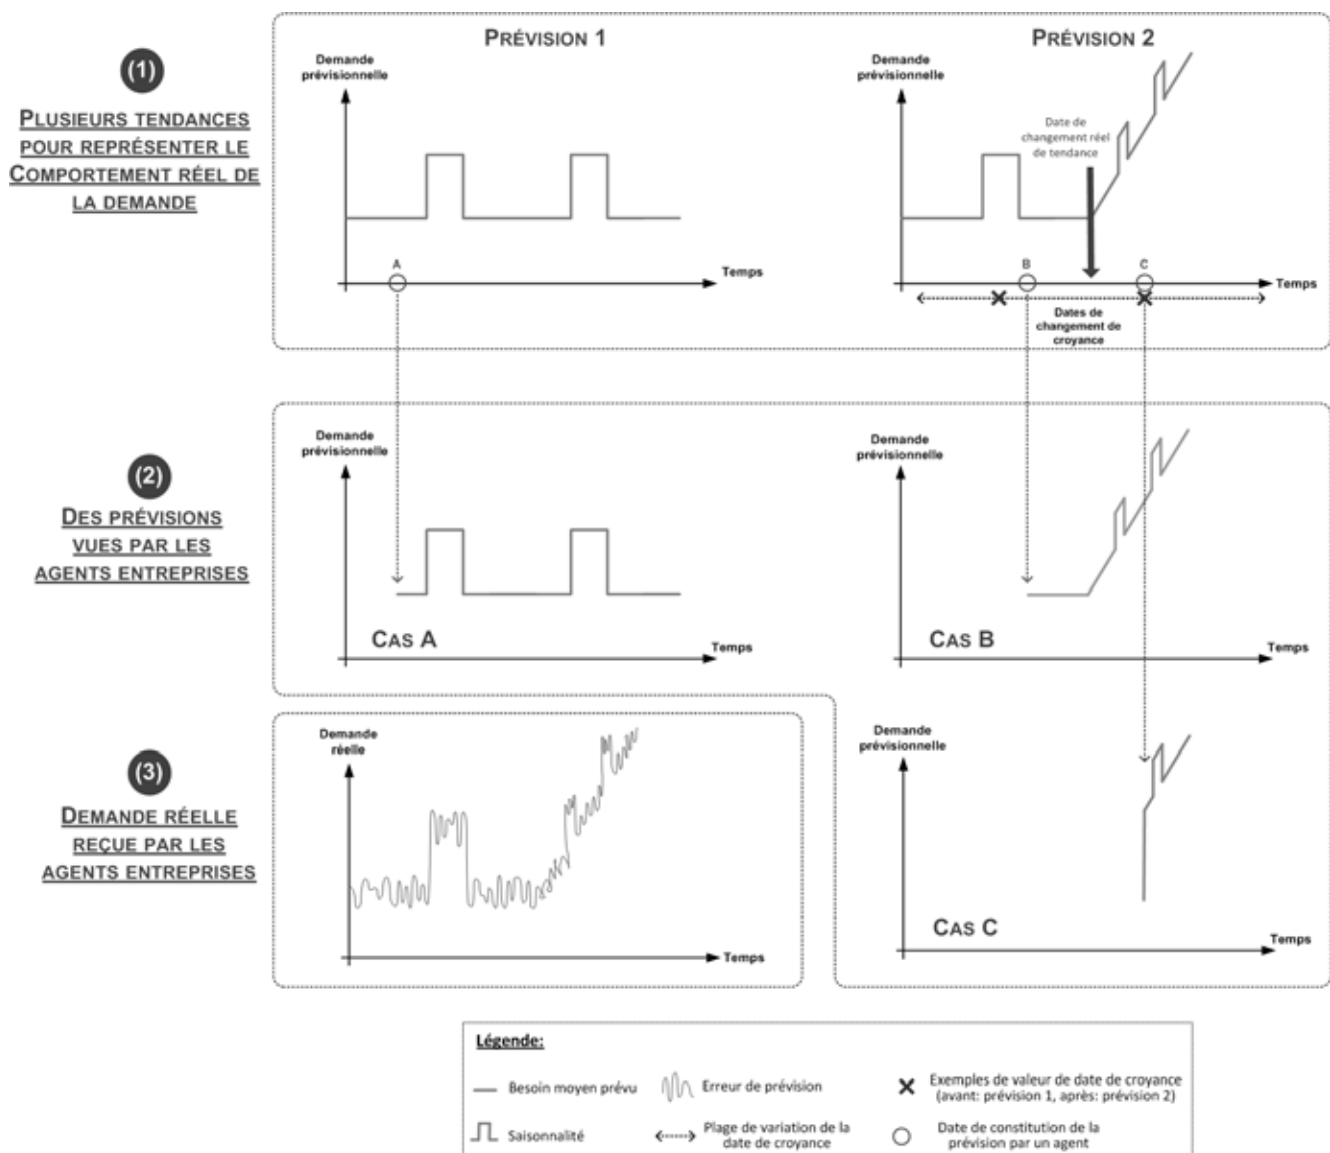 (1)
PLUSIEURS TENDANCES
POUR REPRÉSENTER LE
COMPORTEMENT RÉEL DE
LA DEMANDE
PRÉVISION 1
Demande
prévisionnelle
A
Temps
PRÉVISION 2
Demande
prévisionnelle
Date de
changement réel
de tendance
B
C
Temps
Dates de
changement de
croyance
(2)
DES PRÉVISIONS
VUES PAR LES
AGENTS ENTREPRISES
Demande
prévisionnelle
CAS A
Temps
Demande
prévisionnelle
CAS B
Temps
(3)
DEMANDE RÉELLE
REÇUE PAR LES
AGENTS ENTREPRISES
Demande
réelle
Temps
Demande
prévisionnelle
CAS C
Temps
Légende:
Besoin moyen prévu
Erreur de prévision
Exemples de valeur de date de croyance
(avant: prévision 1, après: prévision 2)
Saisonnalité
Plage de variation de la
date de croyance
Date de constitution de la
prévision par un agent